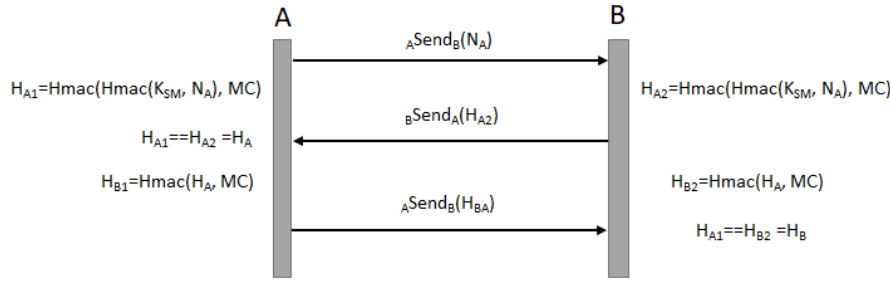 A B
ASendB(NA)
HA1=Hmac(Hmac(KSM, NA), MC) HA2=Hmac(Hmac(KSM, NA), MC)
BSendA(HA2)
HA1==HA2 =HA
HB1=Hmac(HA, MC) HB2=Hmac(HA, MC)
ASendB(HBA)
HA1==HB2 =HB